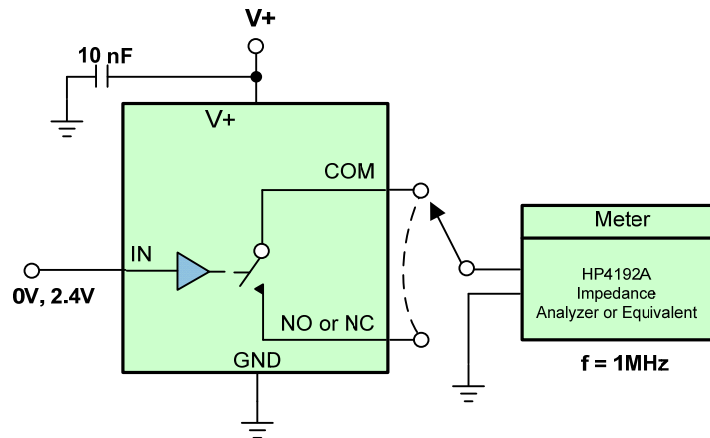 V+
10 nF
V+
COM
Meter
IN
HP4192A
Impedance
Analyzer or Equivalent
0V, 2.4V
NO or NC
GND
f = 1MHz